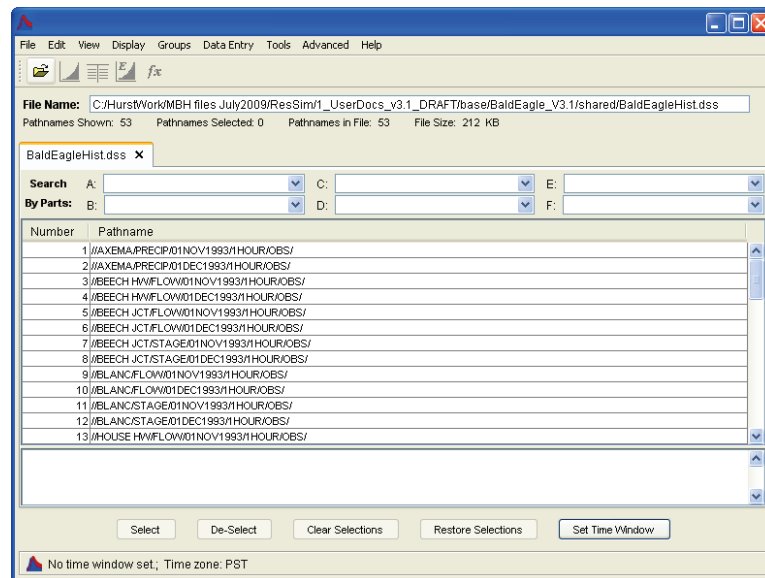 File Edit View Display Groups Data Entry Tools Advanced Help
E fx
File Name: C:/HurstWork/MBH files July2009/ResSim/1_UserDocs_v3.1_DRAFT/base/BaldEagle_V3.1/shared/BaldEagleHist.dss
Pathnames Shown: 53 Pathnames Selected: 0 Pathnames in File: 53 File Size: 212 KB
BaldEagleHist.dss X
Search A: C: E:
By Parts: B: D: F:
Number Pathname
1 //AXEMA/PRECIP/01NOV1993/1HOUR/OBS/
2 //AXEMA/PRECIP/01DEC1993/1HOUR/OBS/
3 //BEECH HW/FLOW/01NOV1993/1HOUR/OBS/
4 //BEECH HW/FLOW/01DEC1993/1HOUR/OBS/
5 //BEECH JCT/FLOW/01NOV1993/1HOUR/OBS/
6 //BEECH JCT/FLOW/01DEC1993/1HOUR/OBS/
7 //BEECH JCT/STAGE/01NOV1993/1HOUR/OBS/
8 //BEECH JCT/STAGE/01DEC1993/1HOUR/OBS/
9 //BLANC/FLOW/01NOV1993/1HOUR/OBS/
10 //BLANC/FLOW/01DEC1993/1HOUR/OBS/
11 //BLANC/STAGE/01NOV1993/1HOUR/OBS/
12 //BLANC/STAGE/01DEC1993/1HOUR/OBS/
13 //HOUSE HW/FLOW/01NOV1993/1HOUR/OBS/
Select De-Select Clear Selections Restore Selections Set Time Window
No time window set.; Time zone: PST